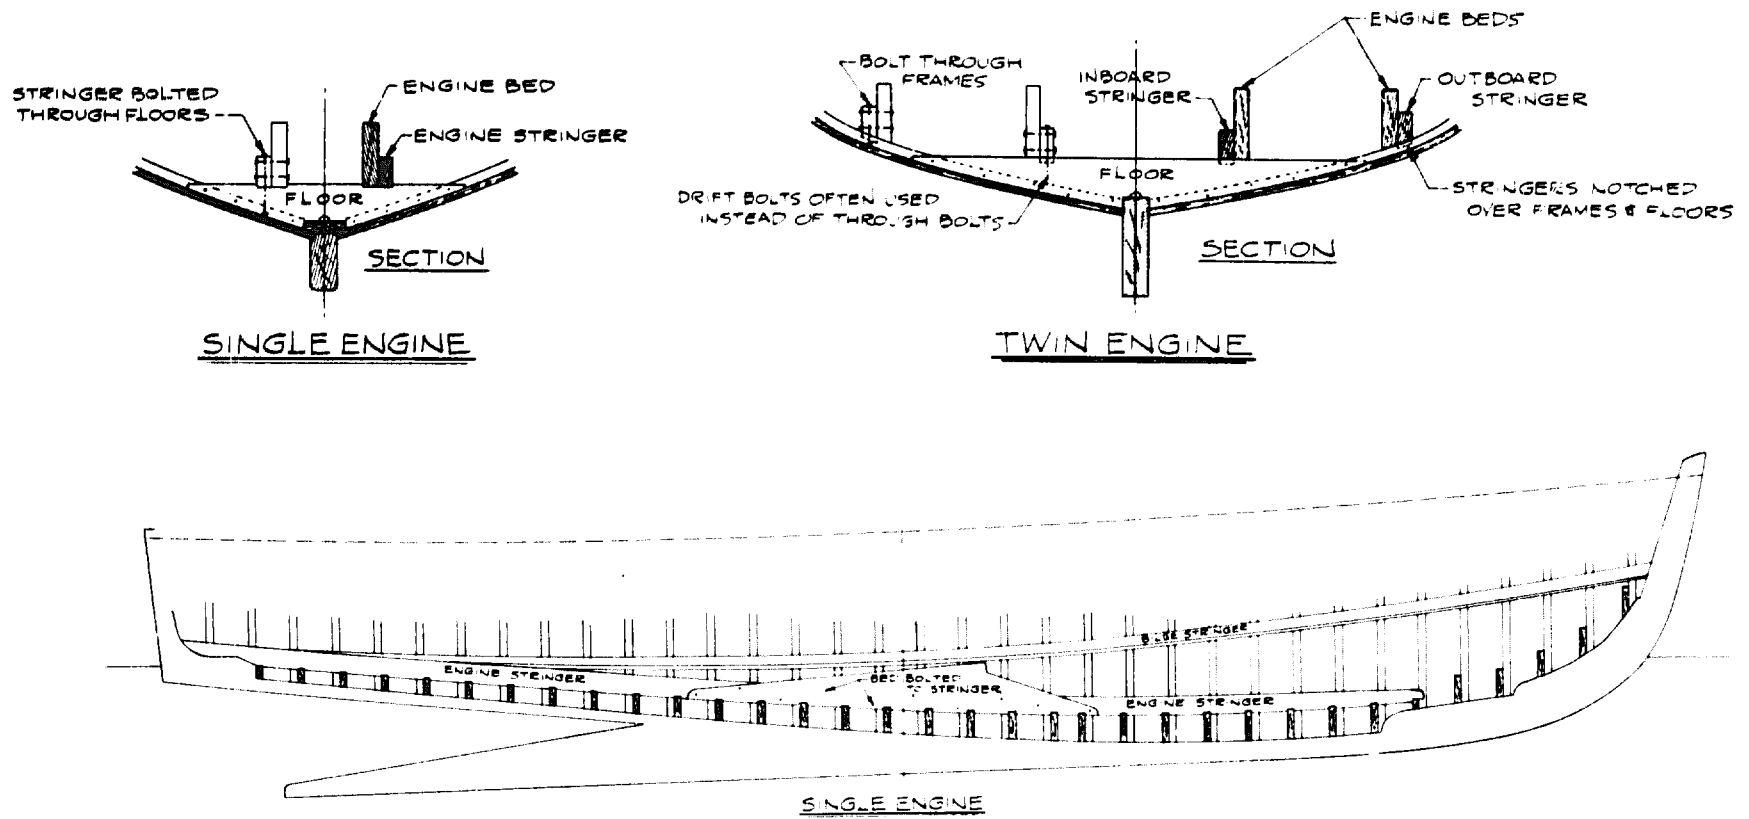 STRINGER BOLTED
THROUGH FLOORS
ENGINE BED
ENGINE STRINGER
FLOOR
SECTION
SINGLE ENGINE
ENGINE BEDS
BOLT THROUGH
FRAMES
INBOARD
STRINGER
OUTBOARD
STRINGER
FLOOR
DRIFT BOLTS OFTEN USED
INSTEAD OF THROUGH BOLTS
STRINGERS NOTCHED
OVER FRAMES & FLOORS
SECTION
TWIN ENGINE
BILGE STRINGER
ENGINE STRINGER
BED BOLTED
TO STRINGER
ENGINE STRINGER
SINGLE ENGINE